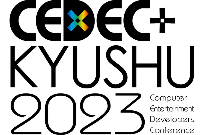 CEDEC+
KYUSHU
2023
Computer
Entertainment
Developers
Conference